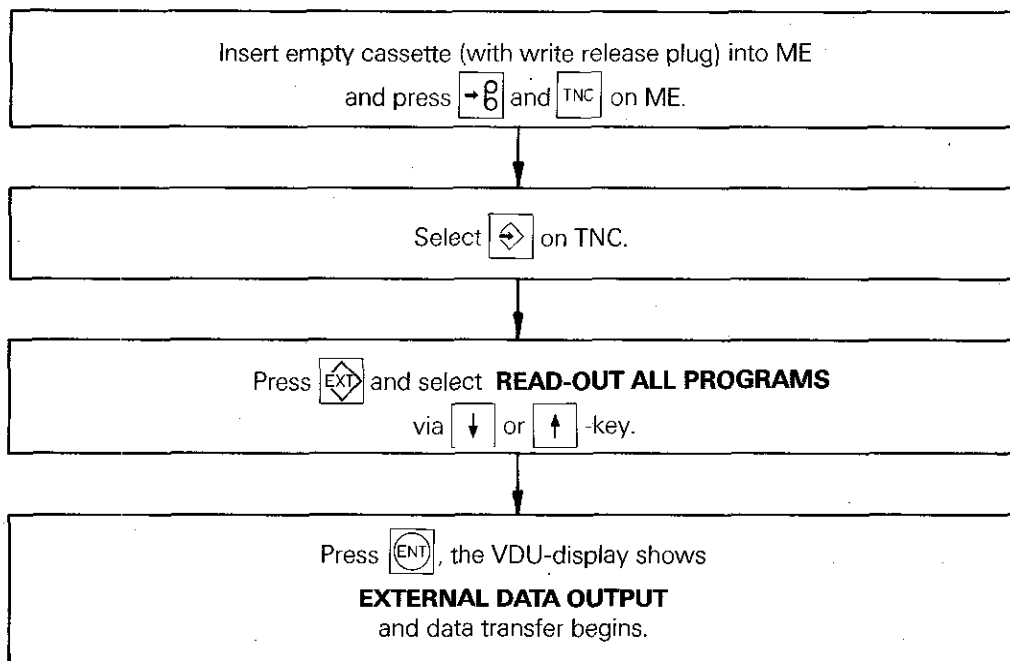 Insert empty cassette (with write release plug) into ME
and press and TNC on ME.
Select on TNC.
Press EXT and select READ-OUT ALL PROGRAMS
via or -key.
Press ENT, the VDU-display shows
EXTERNAL DATA OUTPUT
and data transfer begins.